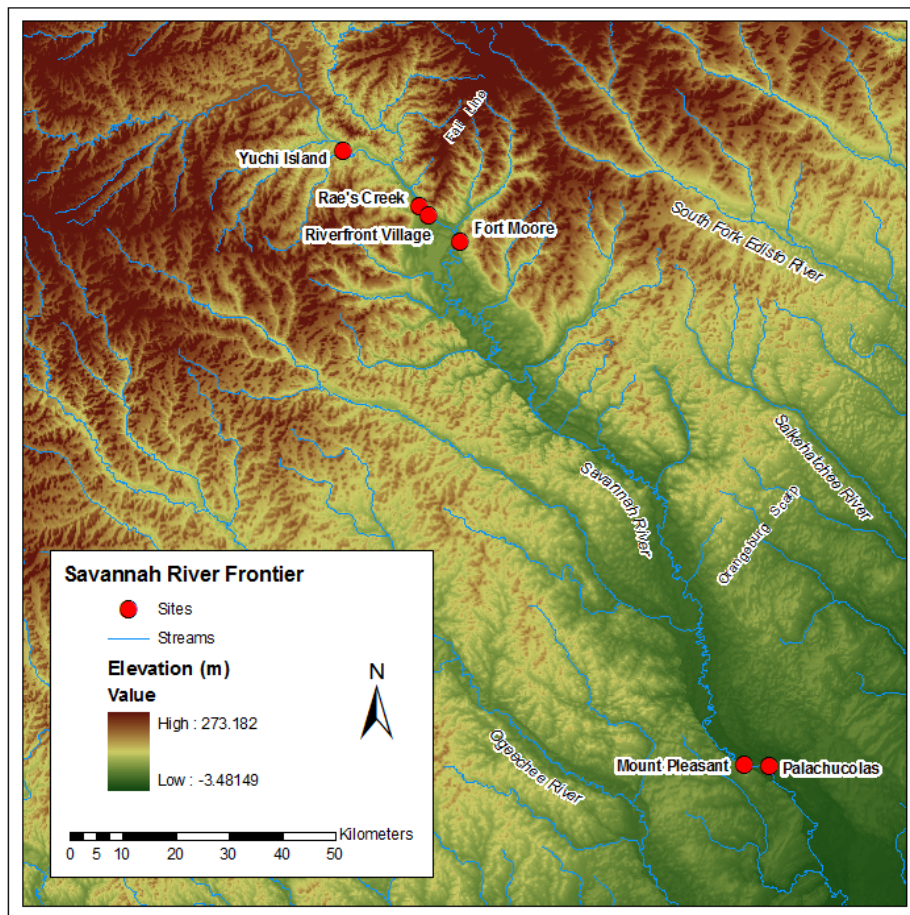 Fall Line
Yuchi Island
Rae's Creek
Riverfront Village
Fort Moore
South Fork Edisto River
Salkehatchee River
Savannah River
Orangeburg Scarp
Savannah River Frontier
Sites
Streams
Elevation (m)
Value
High : 273.182
Low : -3.48149
N
Kilometers
0 5 10 20 30 40 50
Ogeechee River
Mount Pleasant
Palachucolas